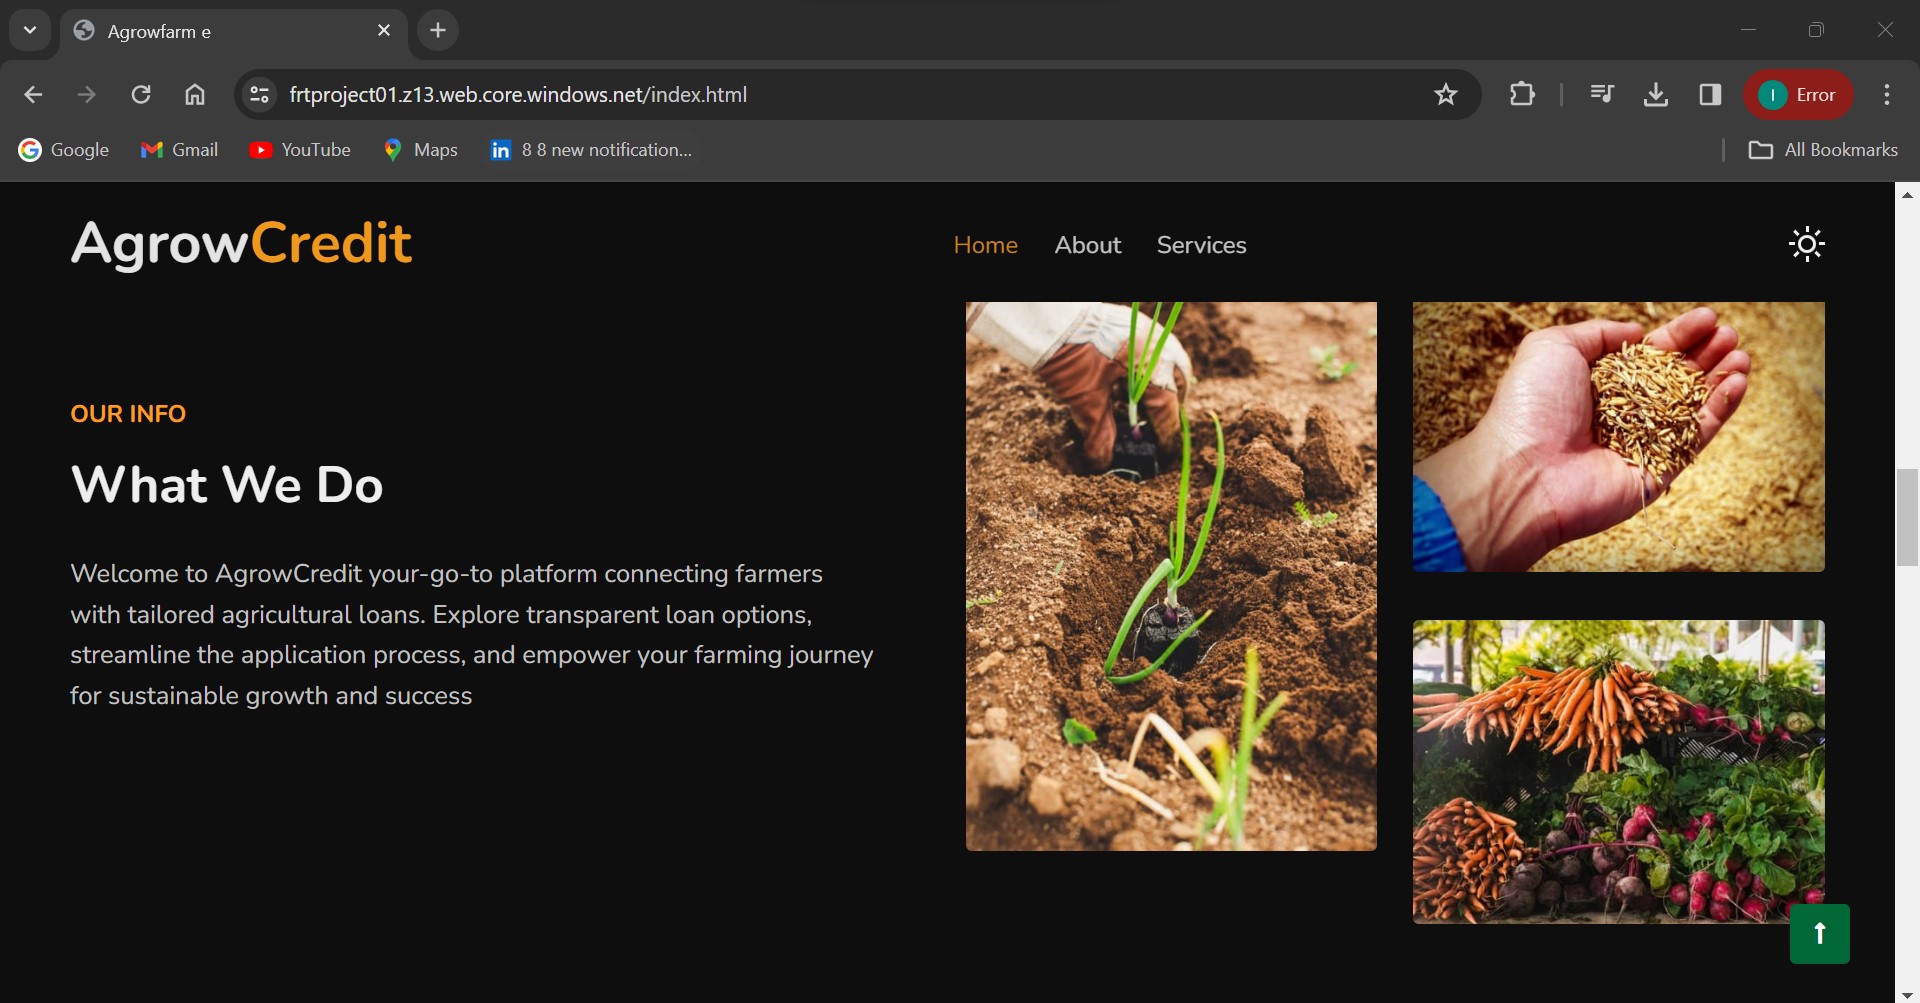 Agrowfarm e
frtproject01.z13.web.core.windows.net/index.html
I Error
Google Gmail YouTube Maps in 8 8 new notification... All Bookmarks
AgrowCredit
Home About Services
OUR INFO
What We Do
Welcome to AgrowCredit your-go-to platform connecting farmers
with tailored agricultural loans. Explore transparent loan options,
streamline the application process, and empower your farming journey
for sustainable growth and success